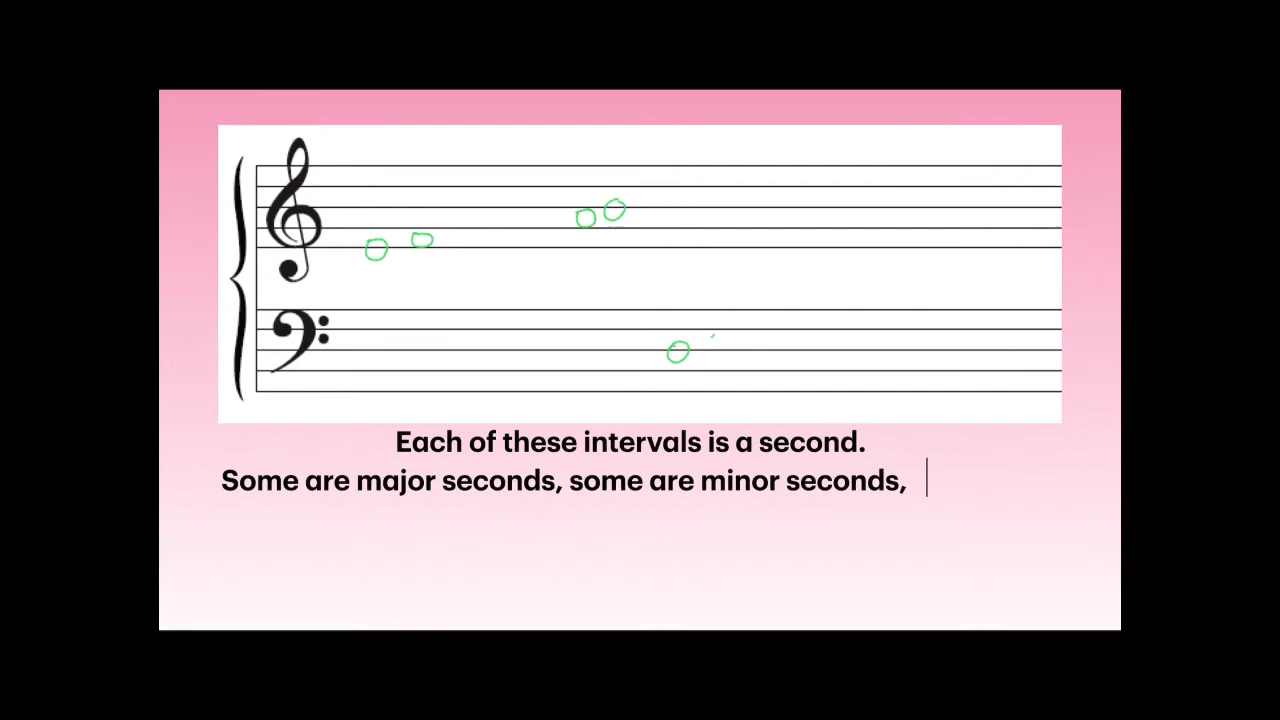 Each of these intervals is a second.
Some are major seconds, some are minor seconds,